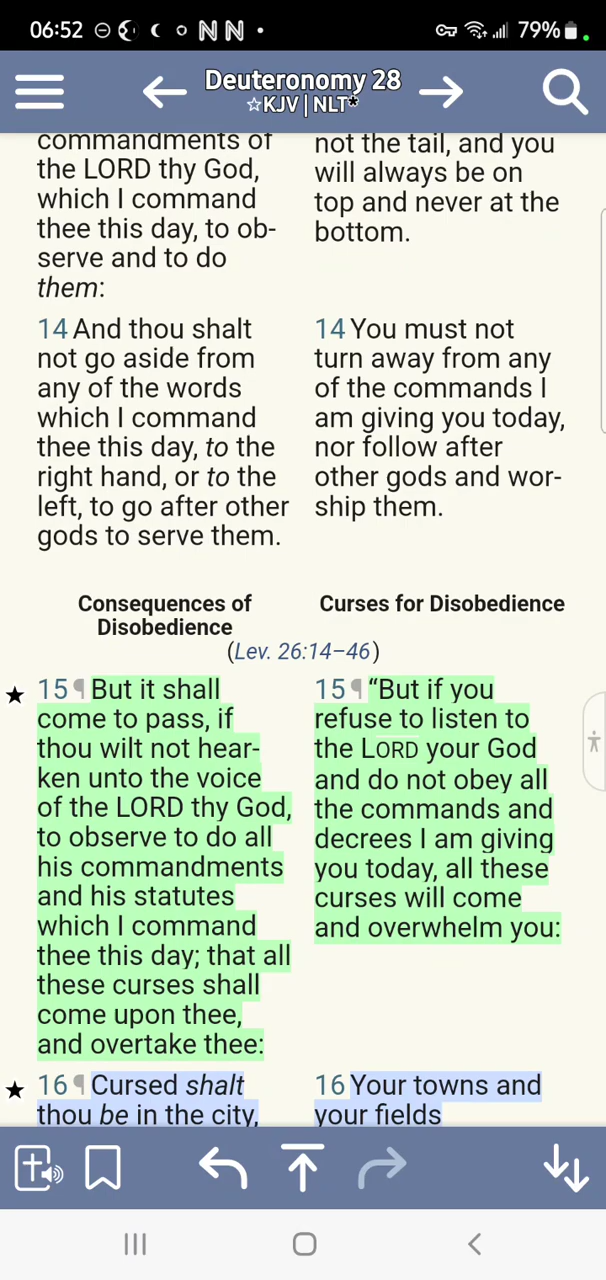 06:52
79%
Deuteronomy 28
☆KJV | NLT*
commandments of
the LORD thy God,
which I command
thee this day, to ob-
serve and to do
them:
not the tail, and you
will always be on
top and never at the
bottom.
14 And thou shalt
not go aside from
any of the words
which I command
thee this day, to the
right hand, or to the
left, to go after other
gods to serve them.
14 You must not
turn away from any
of the commands I
am giving you today,
nor follow after
other gods and wor-
ship them.
Consequences of
Disobedience
Curses for Disobedience
(Lev. 26:14–46)
★ 15 ¶ But it shall
come to pass, if
thou wilt not hear-
ken unto the voice
of the LORD thy God,
to observe to do all
his commandments
and his statutes
which I command
thee this day; that all
these curses shall
come upon thee,
and overtake thee:
15 ¶ “But if you
refuse to listen to
the LORD your God
and do not obey all
the commands and
decrees I am giving
you today, all these
curses will come
and overwhelm you:
★ 16 ¶ Cursed shalt
thou be in the city,
16 Your towns and
your fields